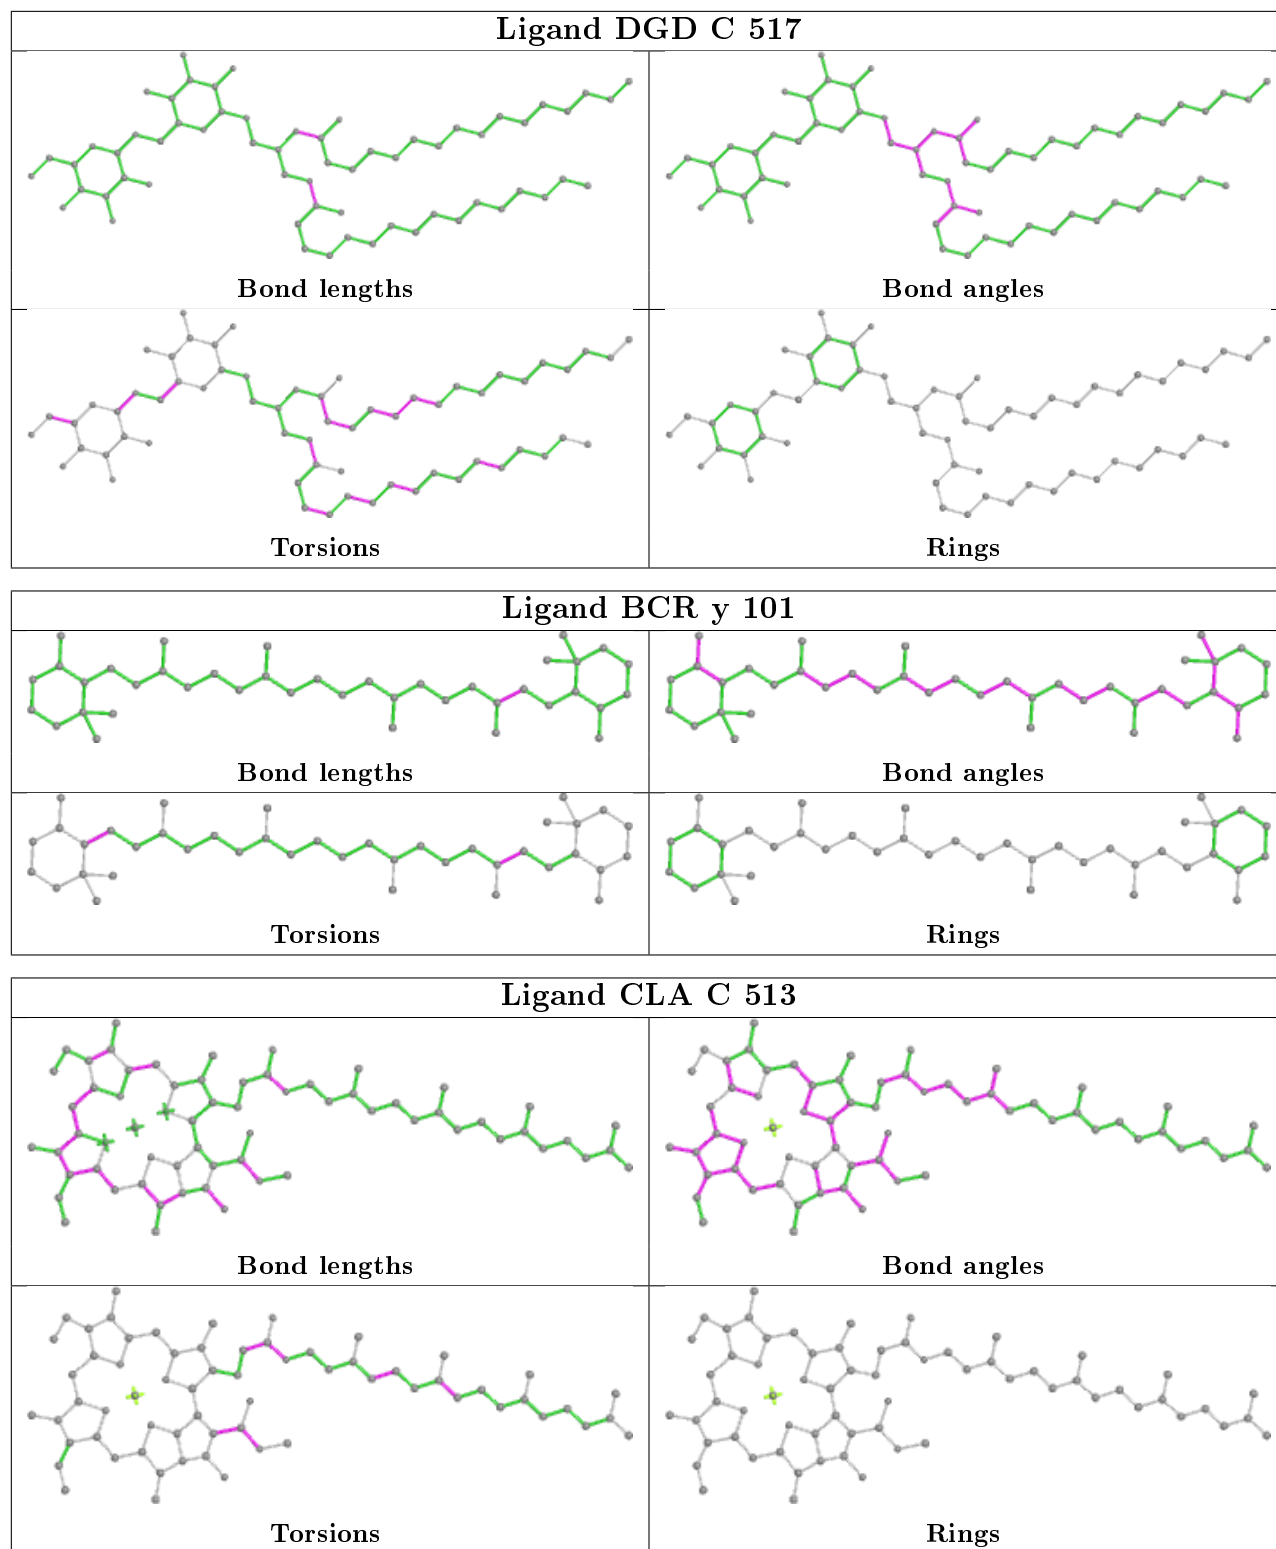 Ligand DGD C 517
Bond lengths
Bond angles
Torsions
Rings
Ligand BCR y 101
Bond lengths
Bond angles
Torsions
Rings
Ligand CLA C 513
Bond lengths
Bond angles
Torsions
Rings